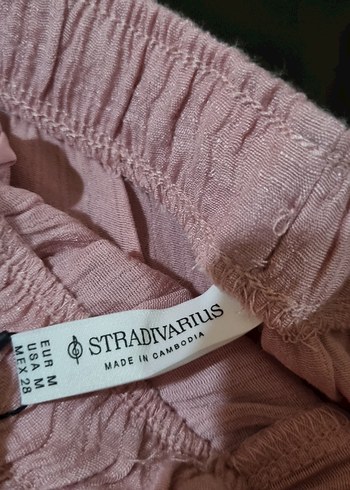 STRADIVARIUS
MADE IN CAMBODIA
EUR M
USA M
MEX 28